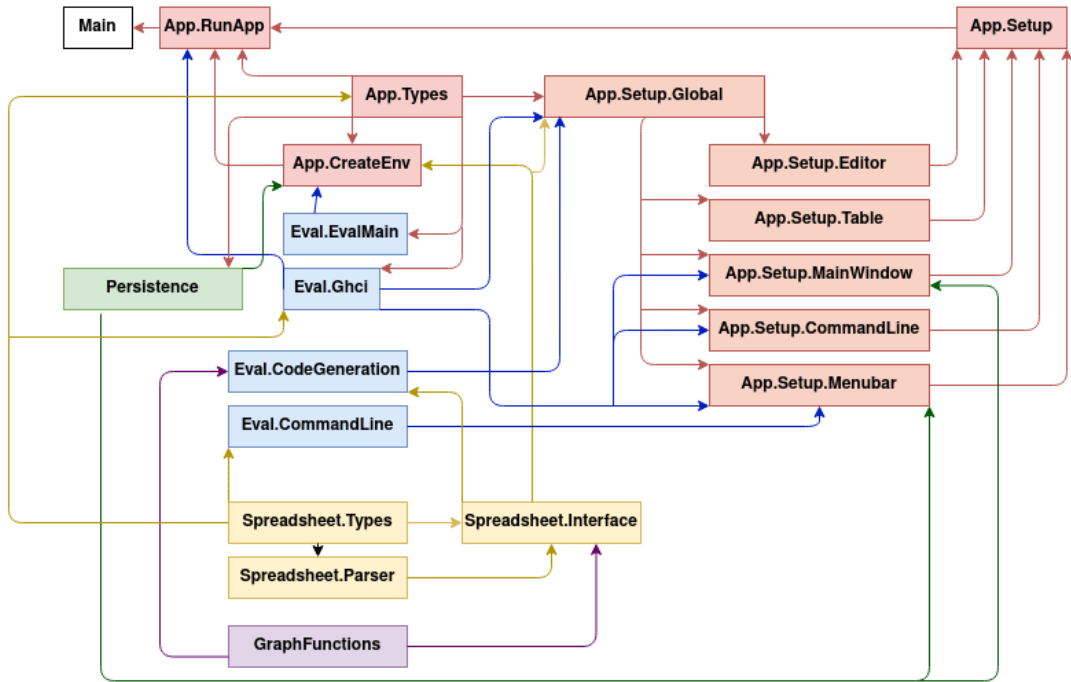 Main
App.RunApp
App.Setup
App.Types
App.Setup.Global
App.CreateEnv
App.Setup.Editor
Eval.EvalMain
App.Setup.Table
Persistence
Eval.Ghci
App.Setup.MainWindow
App.Setup.CommandLine
Eval.CodeGeneration
App.Setup.Menubar
Eval.CommandLine
Spreadsheet.Types
Spreadsheet.Interface
Spreadsheet.Parser
GraphFunctions